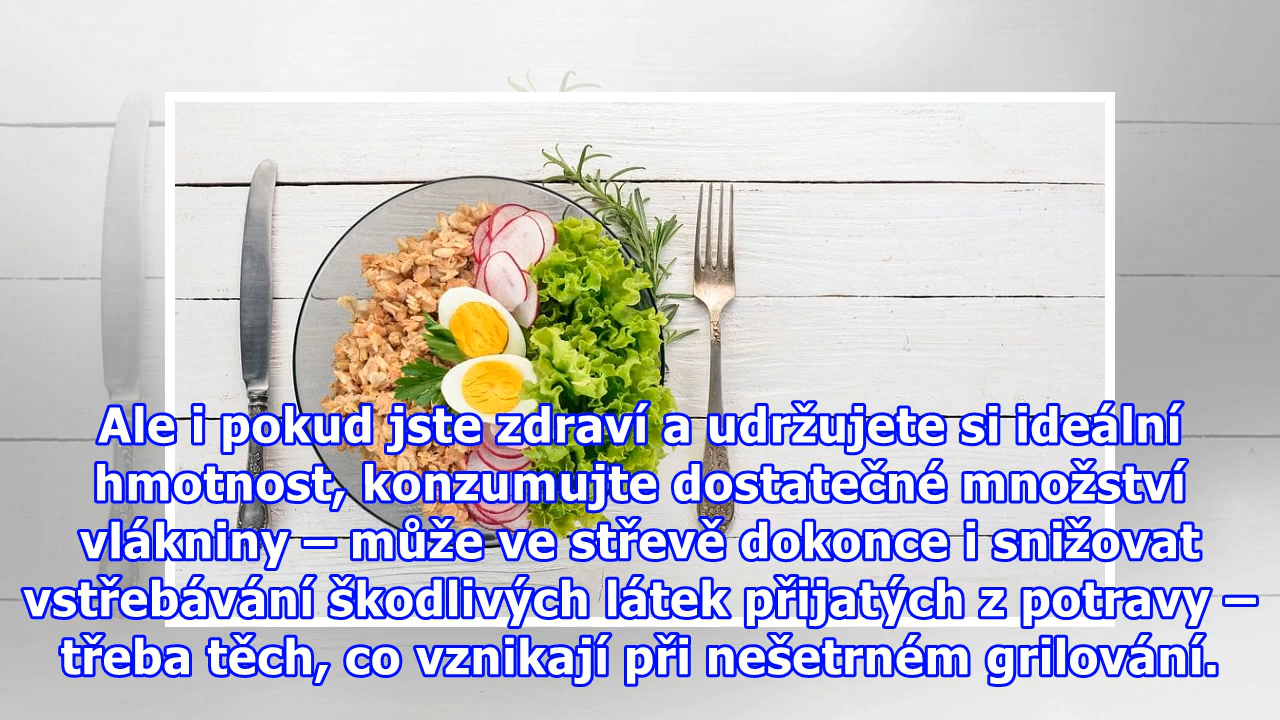 Ale i pokud jste zdraví a udržujete si ideální
hmotnost, konzumujte dostatečné množství
vlákniny – může ve střevě dokonce i snižovat
vstřebávání škodlivých látek přijatých z potravy –
třeba těch, co vznikají při nešetrném grilování.